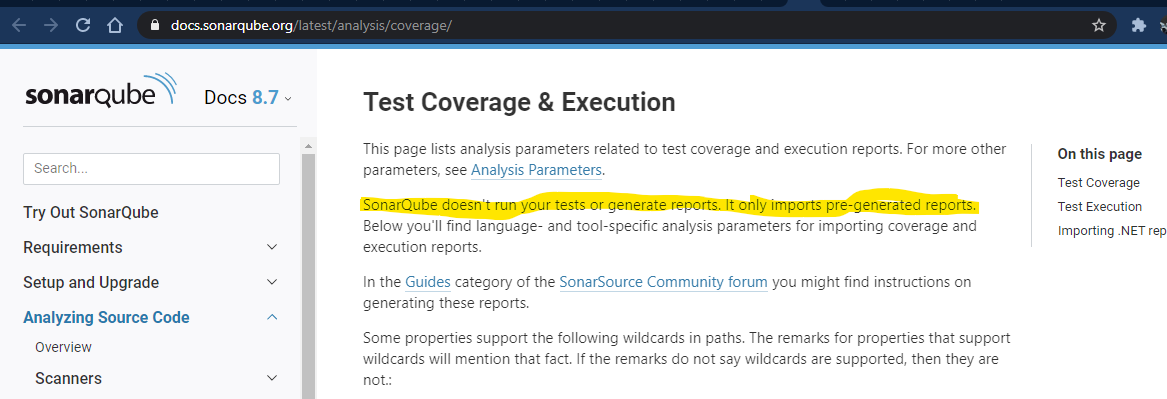 docs.sonarqube.org/latest/analysis/coverage/
sonarqube Docs 8.7
Search...
Try Out SonarQube
Requirements
Setup and Upgrade
Analyzing Source Code
Overview
Scanners
Test Coverage & Execution
This page lists analysis parameters related to test coverage and execution reports. For more other
parameters, see Analysis Parameters.
SonarQube doesn't run your tests or generate reports. It only imports pre-generated reports.
Below you'll find language- and tool-specific analysis parameters for importing coverage and
execution reports.
In the Guides category of the SonarSource Community forum you might find instructions on
generating these reports.
Some properties support the following wildcards in paths. The remarks for properties that support
wildcards will mention that fact. If the remarks do not say wildcards are supported, then they are
not.:
On this page
Test Coverage
Test Execution
Importing .NET rep